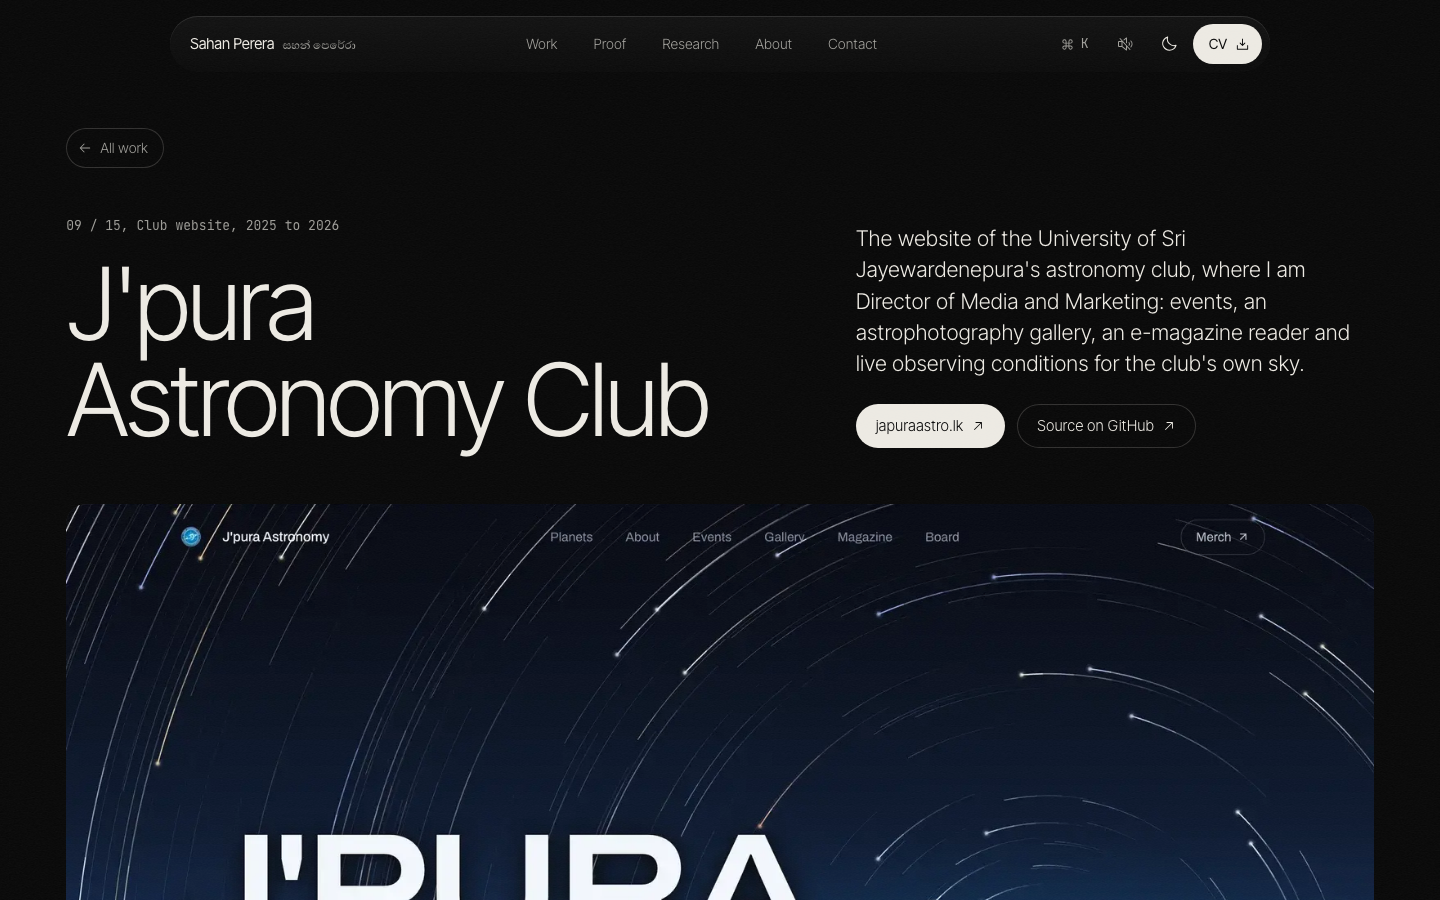 Sahan Perera සහන් පෙරේරා
Work
Proof
Research
About
Contact
⌘ K
CV
← All work
09 / 15, Club website, 2025 to 2026
J'pura
Astronomy Club
The website of the University of Sri
Jayewardenepura's astronomy club, where I am
Director of Media and Marketing: events, an
astrophotography gallery, an e-magazine reader and
live observing conditions for the club's own sky.
japuraastro.lk ↗
Source on GitHub ↗
J'pura Astronomy
Planets
About
Events
Gallery
Magazine
Board
Merch ↗
J'PURA